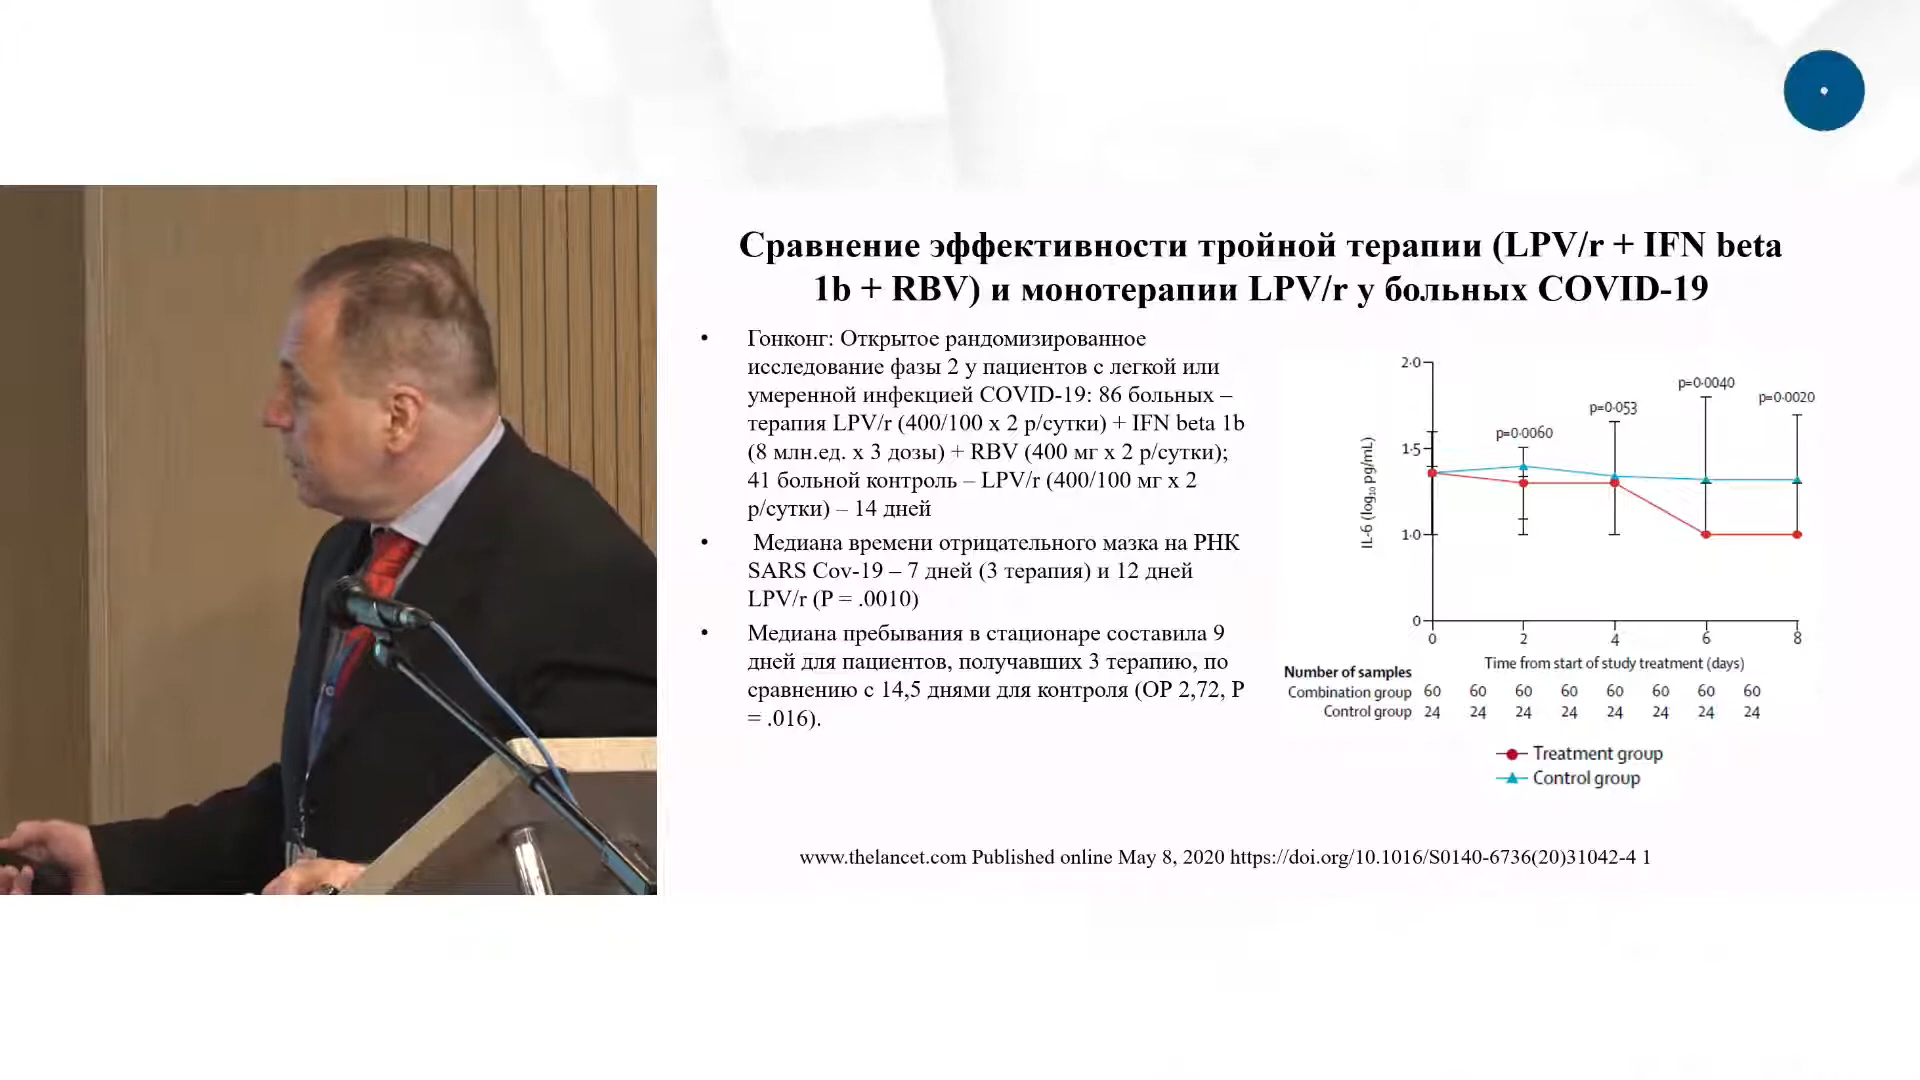 Сравнение эффективности тройной терапии (LPV/r + IFN beta
1b + RBV) и монотерапии LPV/r у больных COVID-19
• Гонконг: Открытое рандомизированное
исследование фазы 2 у пациентов с легкой или
умеренной инфекцией COVID-19: 86 больных –
терапия LPV/r (400/100 x 2 р/сутки) + IFN beta 1b
(8 млн.ед. х 3 дозы) + RBV (400 мг х 2 р/сутки);
41 больной контроль – LPV/r (400/100 мг х 2
р/сутки) – 14 дней
• Медиана времени отрицательного мазка на РНК
SARS Cov-19 – 7 дней (3 терапия) и 12 дней
LPV/r (P = .0010)
• Медиана пребывания в стационаре составила 9
дней для пациентов, получавших 3 терапию, по
сравнению с 14,5 днями для контроля (ОР 2,72, P
= .016).
2·0
1·5
1·0
0
IL-6 (log₁₀ pg/mL)
p=0·0060
p=0·053
p=0·0040
p=0·0020
0 2 4 6 8
Time from start of study treatment (days)
Number of samples
Combination group 60 60 60 60 60 60 60 60
Control group 24 24 24 24 24 24 24 24
Treatment group
Control group
www.thelancet.com Published online May 8, 2020 https://doi.org/10.1016/S0140-6736(20)31042-4 1